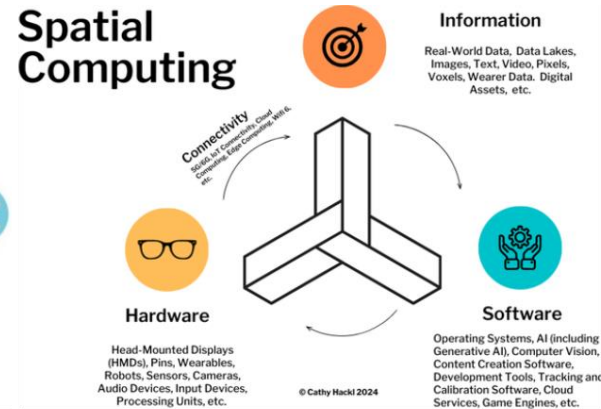 Spatial
Computing
Information
Real-World Data, Data Lakes,
Images, Text, Video, Pixels,
Voxels, Wearer Data. Digital
Assets, etc.
Connectivity
5G/6G, IoT Connectivity, Cloud
Computing, Edge Computing, Wifi 6,
etc.
Hardware
Head-Mounted Displays
(HMDs), Pins, Wearables,
Robots, Sensors, Cameras,
Audio Devices, Input Devices,
Processing Units, etc.
Software
Operating Systems, AI (including
Generative AI), Computer Vision,
Content Creation Software,
Development Tools, Tracking and
Calibration Software, Cloud
Services, Game Engines, etc.
© Cathy Hackl 2024